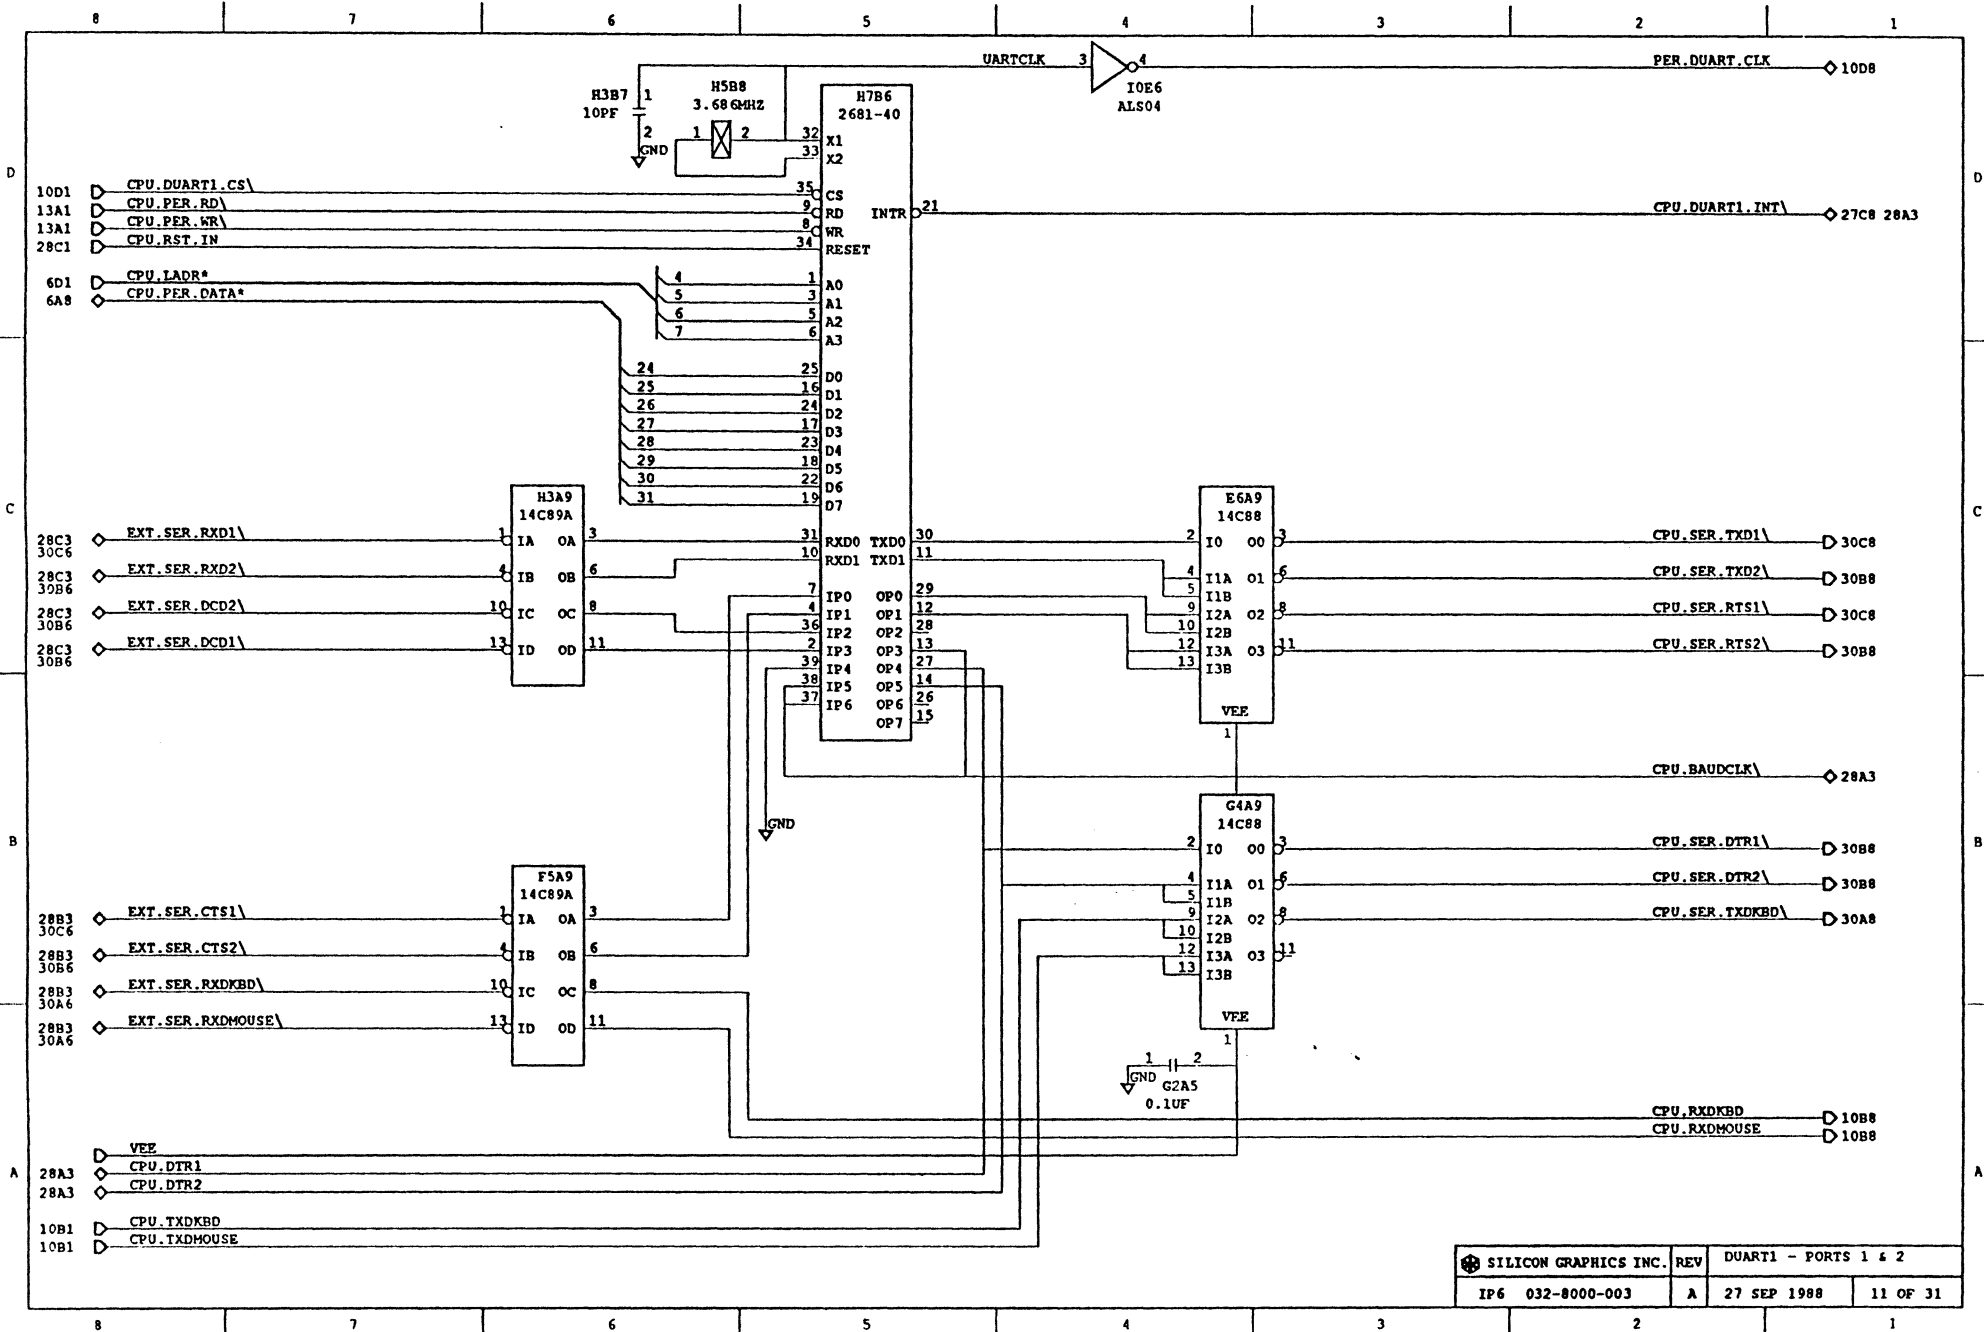 8 7 6 5 4 3 2 1
UARTCLK 3 4 PER.DUART.CLK 10D8
I0E6
ALS04
H3B7 1
10PF
2
GND
H5B8
3.686MHZ
1 2
H7B6
2681-40
32 X1
33 X2
D D
10D1 CPU.DUART1.CS\ 35 CS
13A1 CPU.PER.RD\ 9 RD INTR 21 CPU.DUART1.INT\ 27C8 28A3
13A1 CPU.PER.WR\ 8 WR
28C1 CPU.RST.IN 34 RESET
6D1 CPU.LADR* 4 1 A0
6A8 CPU.PER.DATA* 5 3 A1
6 5 A2
7 6 A3
24 25 D0
25 16 D1
26 24 D2
27 17 D3
28 23 D4
29 18 D5
30 22 D6
31 19 D7
C C
H3A9
14C89A
E6A9
14C88
28C3 EXT.SER.RXD1\ 1 IA OA 3 31 RXD0 TXD0 30 2 I0 O0 3 CPU.SER.TXD1\ 30C8
30C6
10 RXD1 TXD1 11
28C3 EXT.SER.RXD2\ 4 IB OB 6 4 I1A O1 6 CPU.SER.TXD2\ 30B8
30B6
7 IP0 OP0 29 5 I1B
28C3 EXT.SER.DCD2\ 10 IC OC 8 4 IP1 OP1 12 9 I2A O2 8 CPU.SER.RTS1\ 30C8
30B6
36 IP2 OP2 28 10 I2B
28C3 EXT.SER.DCD1\ 13 ID OD 11 2 IP3 OP3 13 12 I3A O3 11 CPU.SER.RTS2\ 30B8
30B6
39 IP4 OP4 27 13 I3B
38 IP5 OP5 14
37 IP6 OP6 26
OP7 15
VEE
1
CPU.BAUDCLK\ 28A3
GND
G4A9
14C88
B B
2 I0 O0 3 CPU.SER.DTR1\ 30B8
4 I1A O1 6 CPU.SER.DTR2\ 30B8
5 I1B
9 I2A O2 8 CPU.SER.TXDKBD\ 30A8
10 I2B
12 I3A O3 11
13 I3B
VEE
1
F5A9
14C89A
28B3 EXT.SER.CTS1\ 1 IA OA 3
30C6
28B3 EXT.SER.CTS2\ 4 IB OB 6
30B6
28B3 EXT.SER.RXDKBD\ 10 IC OC 8
30A6
28B3 EXT.SER.RXDMOUSE\ 13 ID OD 11
30A6
1 2
GND G2A5
0.1UF
CPU.RXDKBD 10B8
CPU.RXDMOUSE 10B8
VEE
A A
28A3 CPU.DTR1
28A3 CPU.DTR2
10B1 CPU.TXDKBD
10B1 CPU.TXDMOUSE
SILICON GRAPHICS INC. REV DUART1 - PORTS 1 & 2
IP6 032-8000-003 A 27 SEP 1988 11 OF 31
8 7 6 5 4 3 2 1